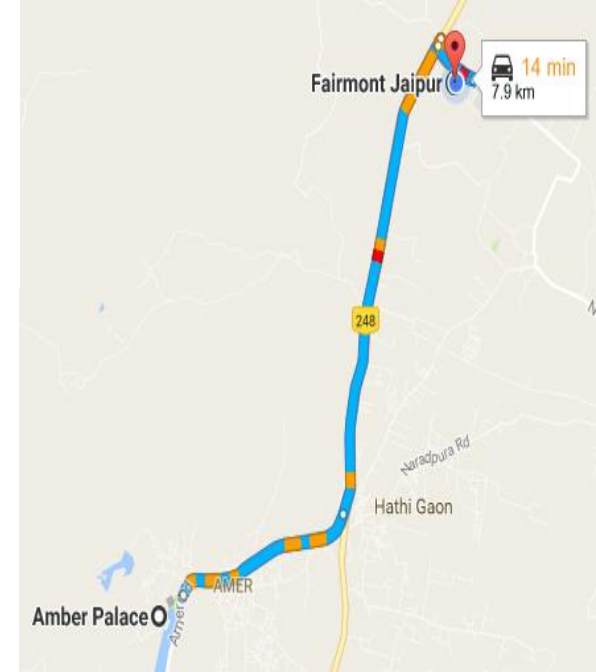 Fairmont Jaipur
14 min
7.9 km
248
Naradpura Rd
Hathi Gaon
AMER
Amber Palace